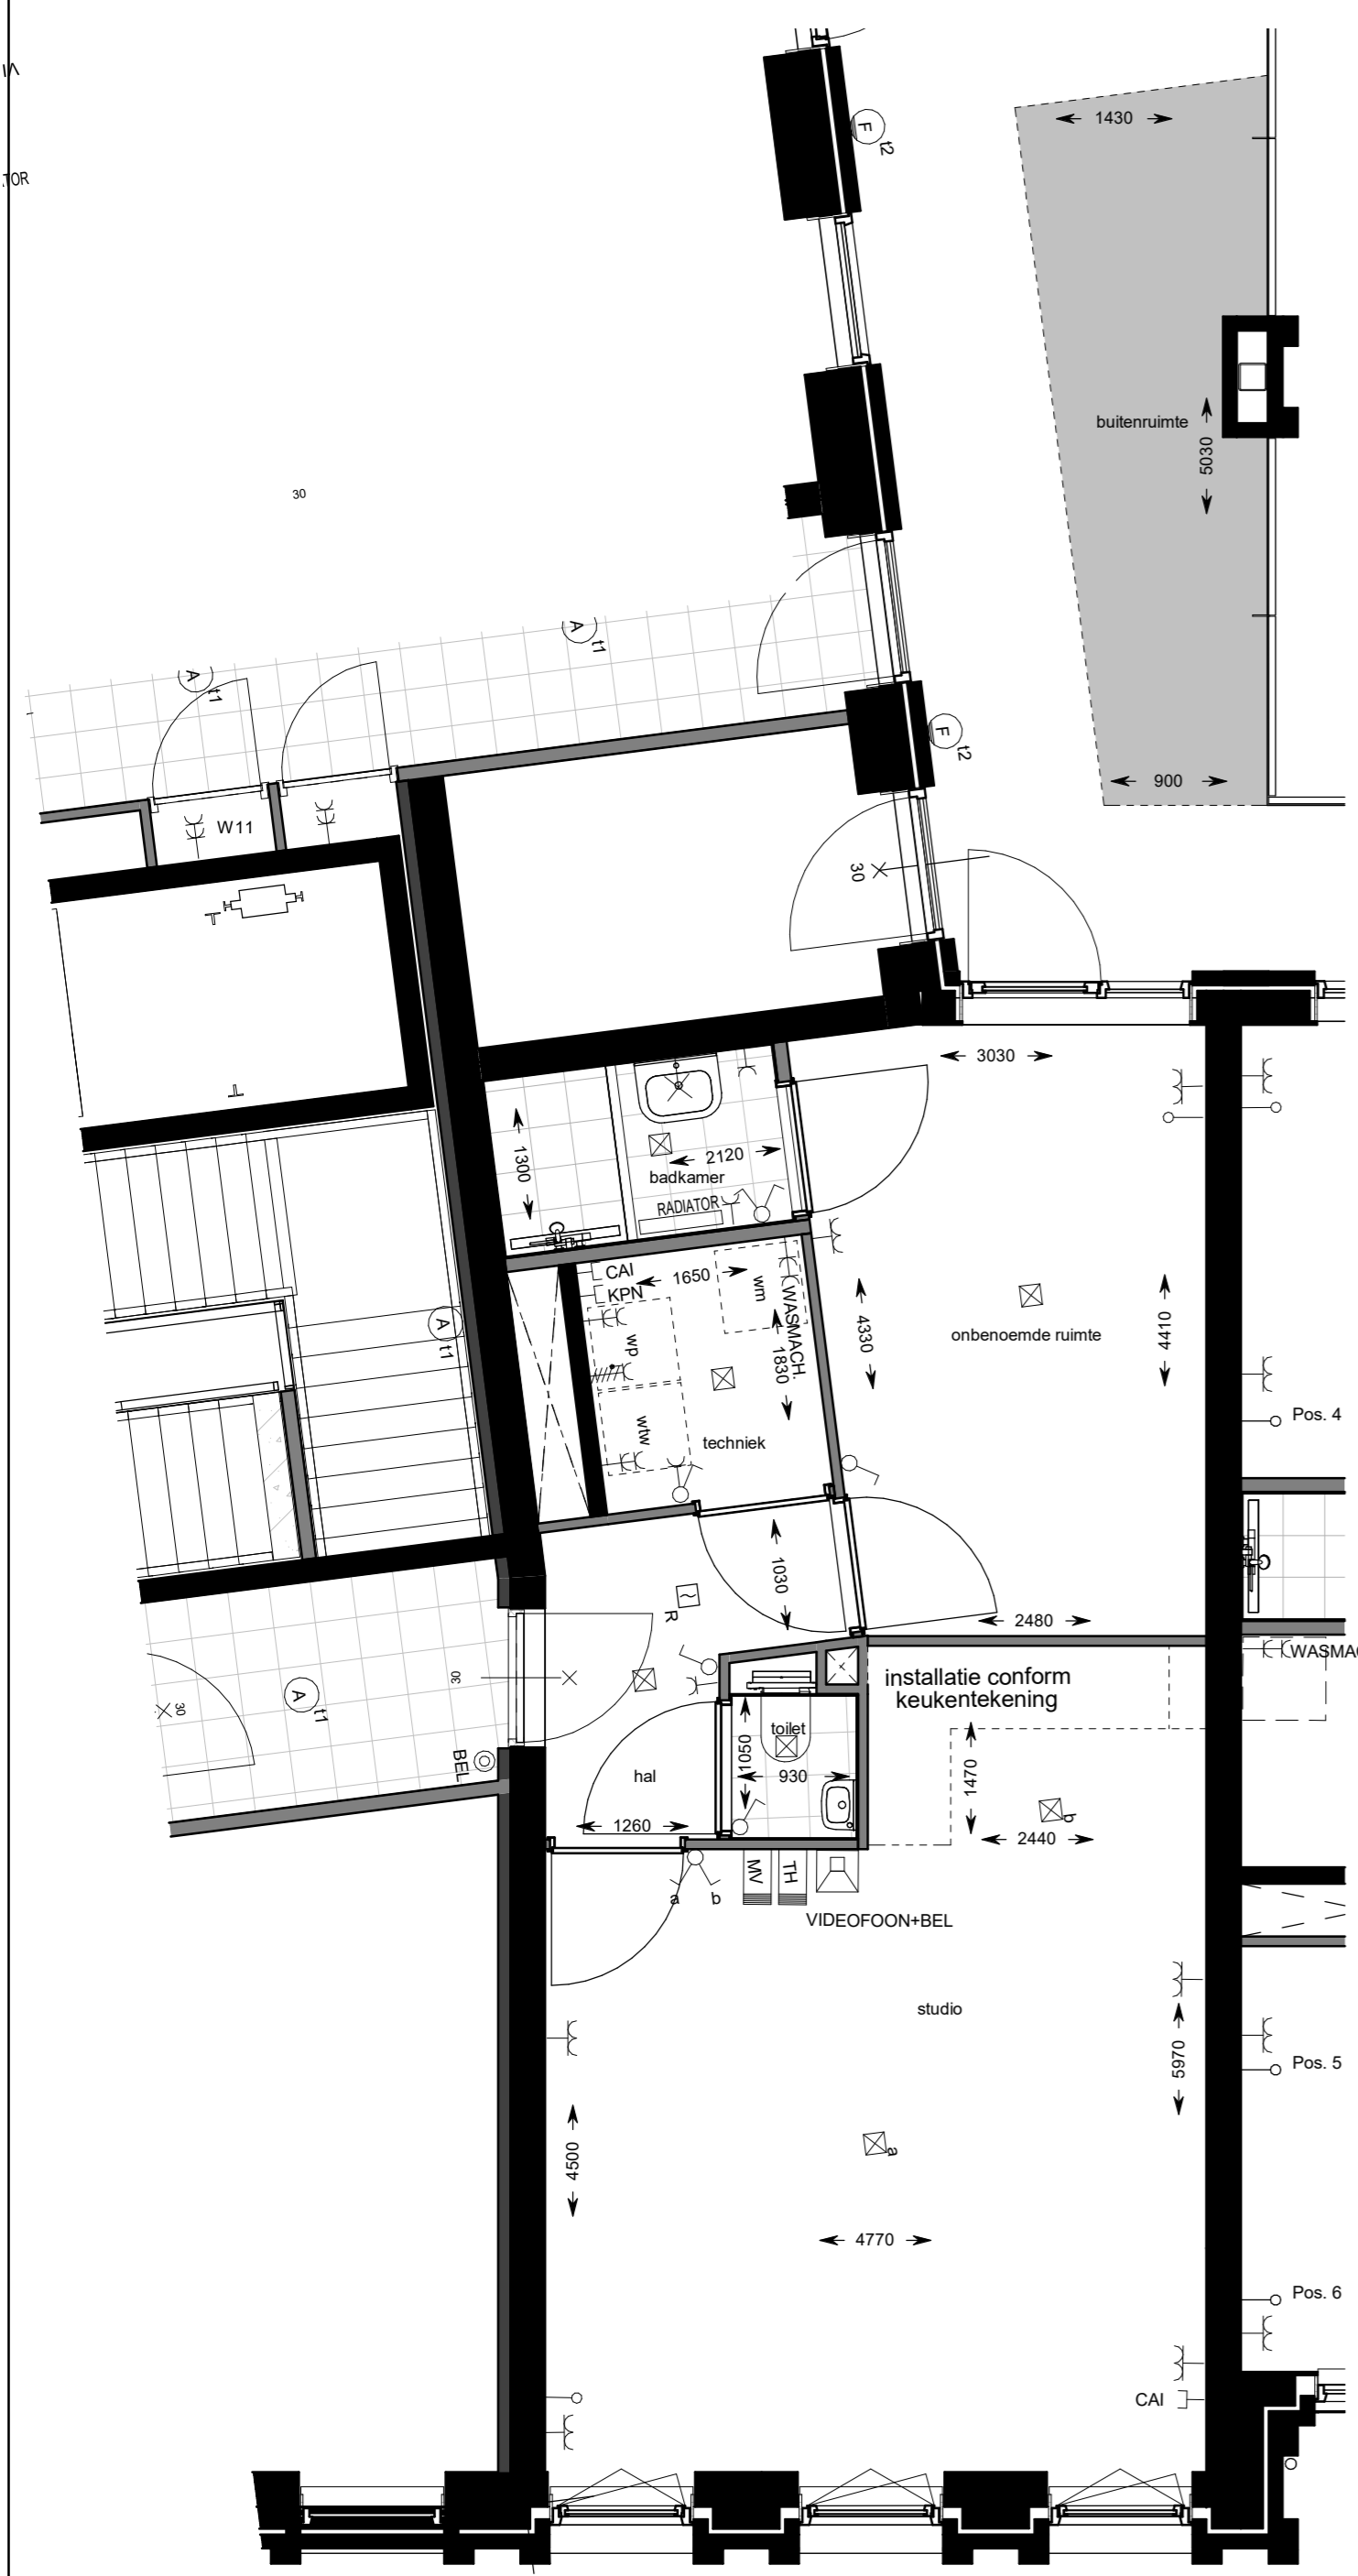 TOR
1430
F
t2
buitenruimte
5030
30
A
t1
A
t1
F
t2
900
W11
30
3030
1300
2120
badkamer
RADIATOR
CAI
KPN
1650
wm
WASMACH.
1830
wp
4330
onbenoemde ruimte
4410
A
t1
Pos. 4
wtw
techniek
1030
R
2480
WASMA
installatie conform
keukentekening
30
30
A
t1
BEL
toilet
1050
930
hal
1260
1470
b
2440
MV
TH
a
b
VIDEOFOON+BEL
studio
5970
Pos. 5
4500
a
4770
Pos. 6
CAI